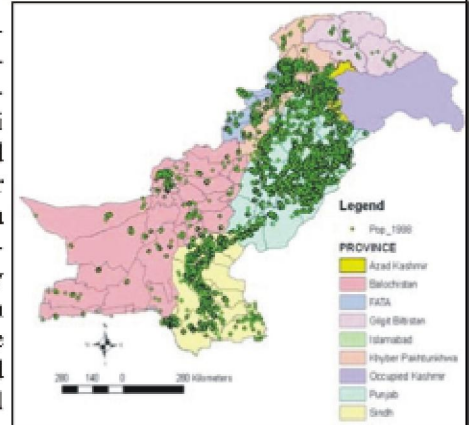 Legend
Pop_1998
PROVINCE
Azad Kashmir
Balochistan
FATA
Gilgit Biltistan
Islamabad
Khyber Pakhtunkhwa
Occupied Kashmir
Punjab
Sindh
280 140 0 280 Kilometers